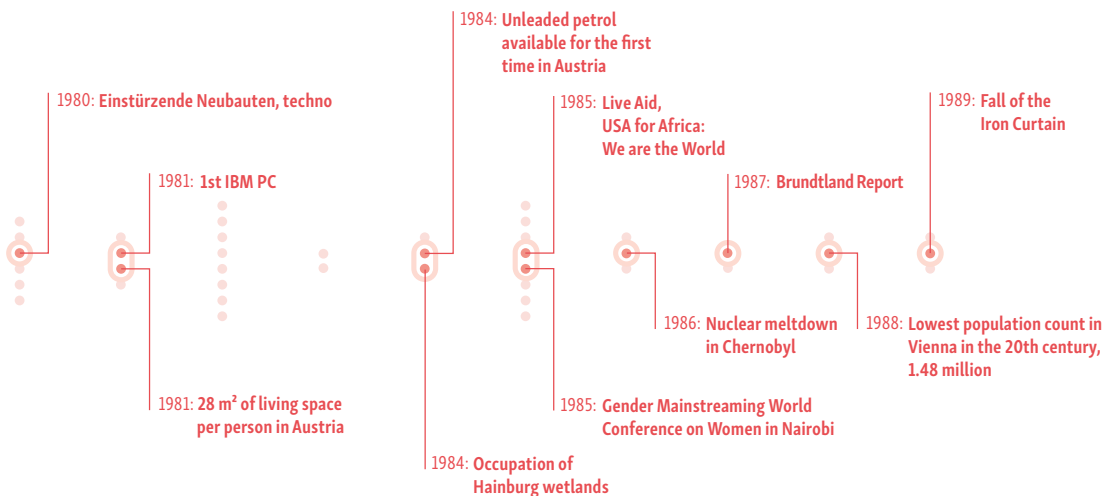 1984: Unleaded petrol
available for the first
time in Austria
1980: Einstürzende Neubauten, techno
1985: Live Aid,
USA for Africa:
We are the World
1989: Fall of the
Iron Curtain
1981: 1st IBM PC
1987: Brundtland Report
1986: Nuclear meltdown
in Chernobyl
1988: Lowest population count in
Vienna in the 20th century,
1.48 million
1981: 28 m² of living space
per person in Austria
1985: Gender Mainstreaming World
Conference on Women in Nairobi
1984: Occupation of
Hainburg wetlands